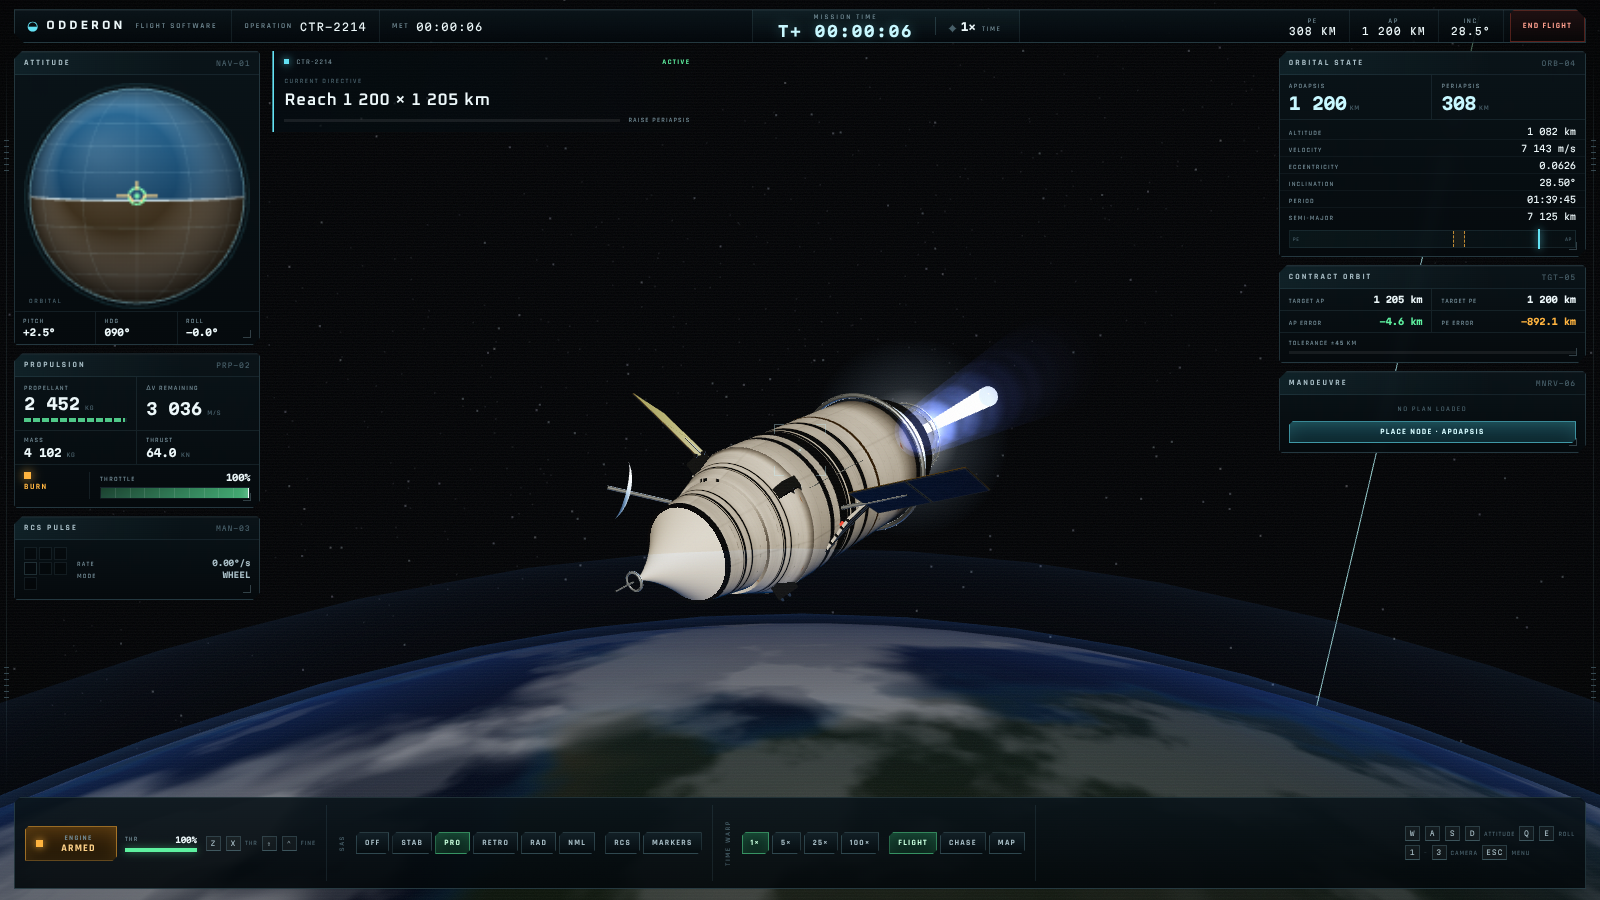 ODDERON FLIGHT SOFTWARE
OPERATION CTR-2214
MET 00:00:06
MISSION TIME
T+ 00:00:06
1× TIME
PE
308 KM
AP
1 200 KM
INC
28.5°
END FLIGHT
ATTITUDE NAV-01
ORBITAL
PITCH
+2.5°
HDG
090°
ROLL
-0.0°
CTR-2214 ACTIVE
CURRENT DIRECTIVE
Reach 1 200 × 1 205 km
RAISE PERIAPSIS
PROPULSION PRP-02
PROPELLANT
2 452 KG
ΔV REMAINING
3 036 M/S
MASS
4 102 KG
THRUST
64.0 KN
BURN
THROTTLE 100%
RCS PULSE MAN-03
RATE 0.00°/s
MODE WHEEL
ORBITAL STATE ORB-04
APOAPSIS
1 200 KM
PERIAPSIS
308 KM
ALTITUDE 1 082 km
VELOCITY 7 143 m/s
ECCENTRICITY 0.0626
INCLINATION 28.50°
PERIOD 01:39:45
SEMI-MAJOR 7 125 km
PE AP
CONTRACT ORBIT TGT-05
TARGET AP 1 205 km
TARGET PE 1 200 km
AP ERROR -4.6 km
PE ERROR -892.1 km
TOLERANCE ±45 KM
MANOEUVRE MNRV-06
NO PLAN LOADED
PLACE NODE · APOAPSIS
ENGINE
ARMED
THR 100%
Z X THR ⇧ ⌃ FINE
SAS
OFF STAB PRO RETRO RAD NML RCS MARKERS
TIME WARP
1× 5× 25× 100× FLIGHT CHASE MAP
W A S D ATTITUDE Q E ROLL
1 - 3 CAMERA ESC MENU